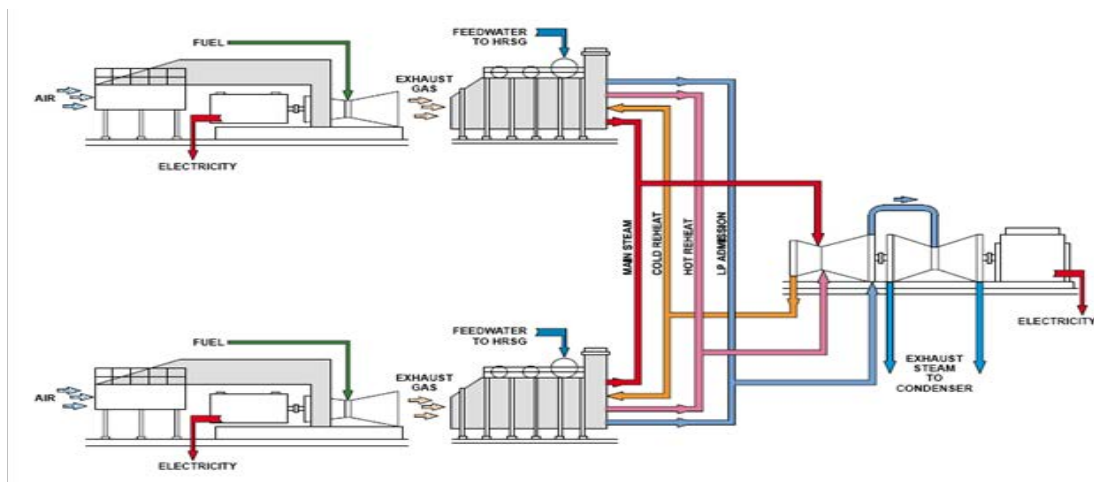 FUEL
FEEDWATER
TO HRSG
AIR
EXHAUST
GAS
ELECTRICITY
MAIN STEAM
COLD REHEAT
HOT REHEAT
LP ADMISSION
ELECTRICITY
FUEL
FEEDWATER
TO HRSG
EXHAUST
STEAM
TO
CONDENSER
AIR
EXHAUST
GAS
ELECTRICITY